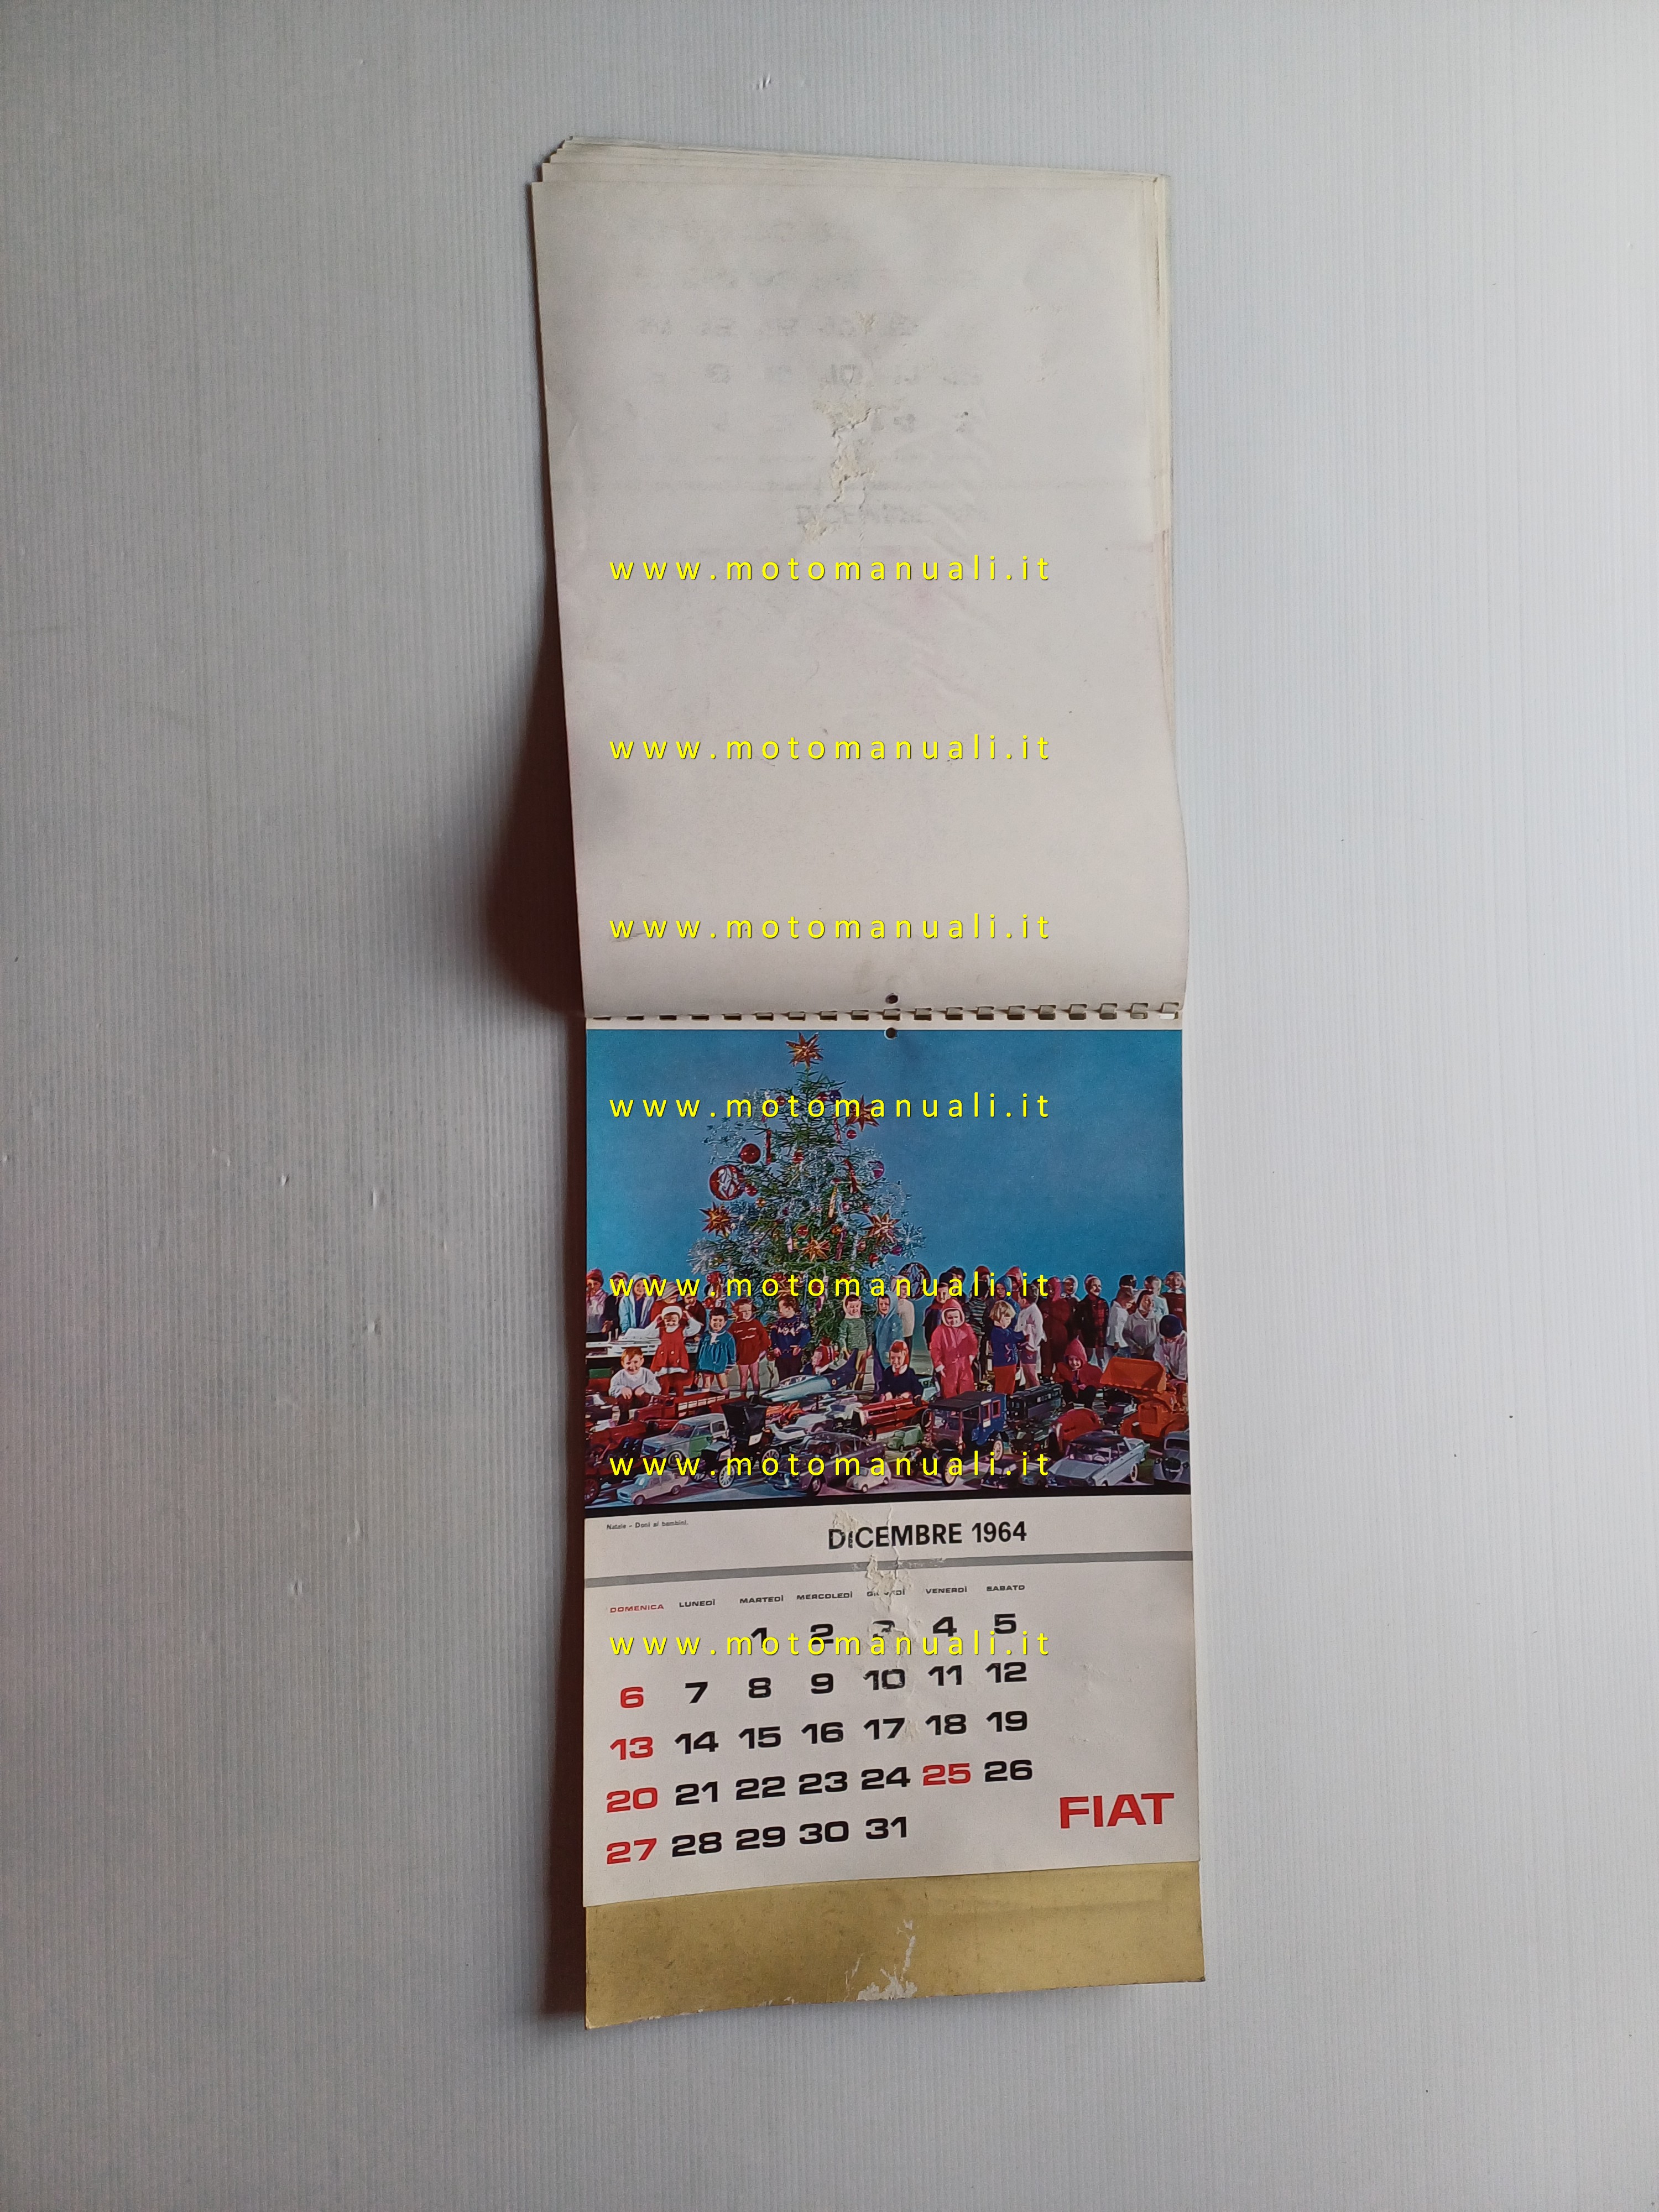 www.motomanuali.it
www.motomanuali.it
www.motomanuali.it
www.motomanuali.it
www.motomanuali.it
www.motomanuali.it
Natale - Doni ai bambini.
DICEMBRE 1964
DOMENICA LUNEDÌ MARTEDÌ MERCOLEDÌ GIOVEDÌ VENERDÌ SABATO
1 2 3 4 5
www.motomanuali.it
6 7 8 9 10 11 12
13 14 15 16 17 18 19
20 21 22 23 24 25 26
27 28 29 30 31
FIAT